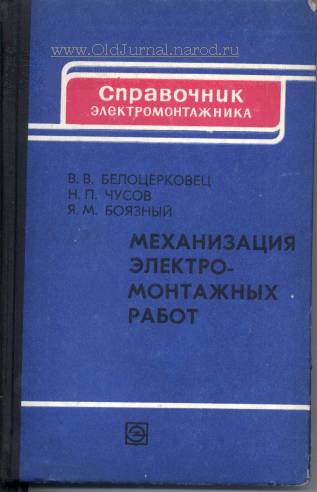 www.OldJurnal.narod.ru
Справочник
ЭЛЕКТРОМОНТАЖНИКА
В. В. БЕЛОЦЕРКОВЕЦ
Н. П. ЧУСОВ
Я. М. БОЯЗНЫЙ
МЕХАНИЗАЦИЯ
ЭЛЕКТРО-
МОНТАЖНЫХ
РАБОТ